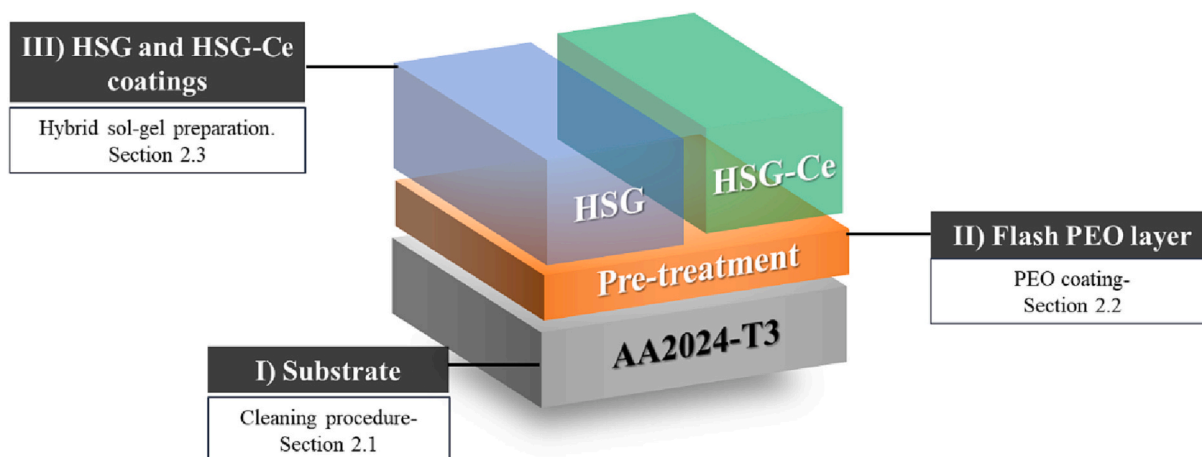 III) HSG and HSG-Ce
coatings
Hybrid sol-gel preparation.
Section 2.3
HSG
HSG-Ce
Pre-treatment
AA2024-T3
II) Flash PEO layer
PEO coating-
Section 2.2
I) Substrate
Cleaning procedure-
Section 2.1